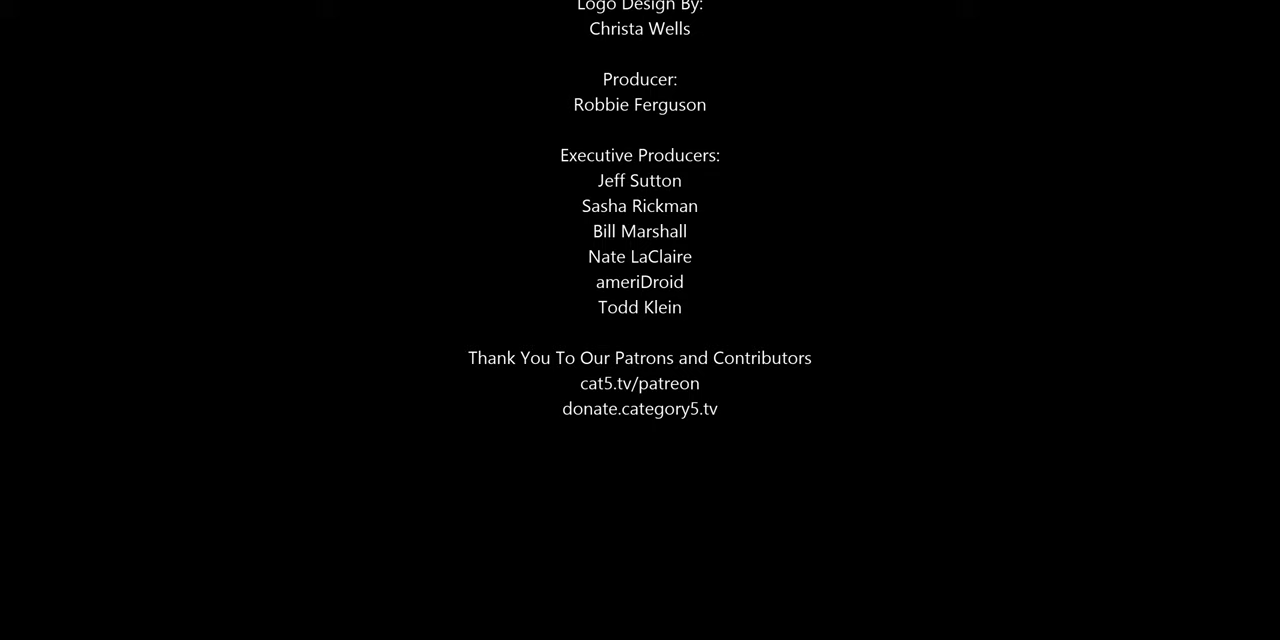 Logo Design By:
Christa Wells
Producer:
Robbie Ferguson
Executive Producers:
Jeff Sutton
Sasha Rickman
Bill Marshall
Nate LaClaire
ameriDroid
Todd Klein
Thank You To Our Patrons and Contributors
cat5.tv/patreon
donate.category5.tv